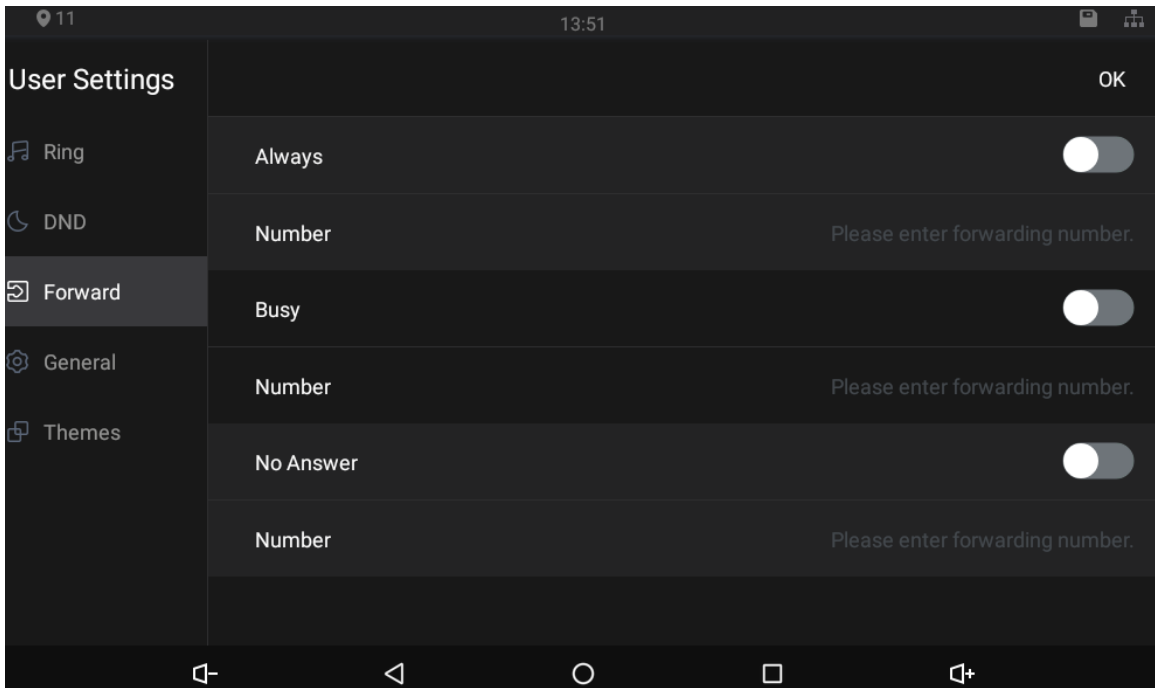 11
13:51
User Settings
OK
Ring
DND
Forward
General
Themes
Always
Number
Please enter forwarding number.
Busy
Number
Please enter forwarding number.
No Answer
Number
Please enter forwarding number.